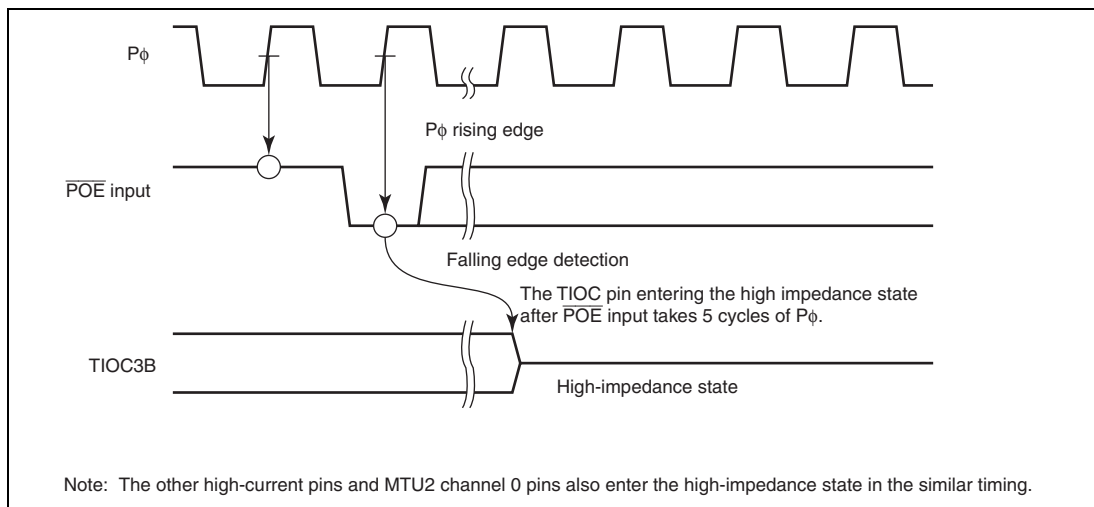 Pϕ
Pϕ rising edge
P̅O̅E̅ input
Falling edge detection
The TIOC pin entering the high impedance state
after P̅O̅E̅ input takes 5 cycles of Pϕ.
TIOC3B
High-impedance state
Note: The other high-current pins and MTU2 channel 0 pins also enter the high-impedance state in the similar timing.